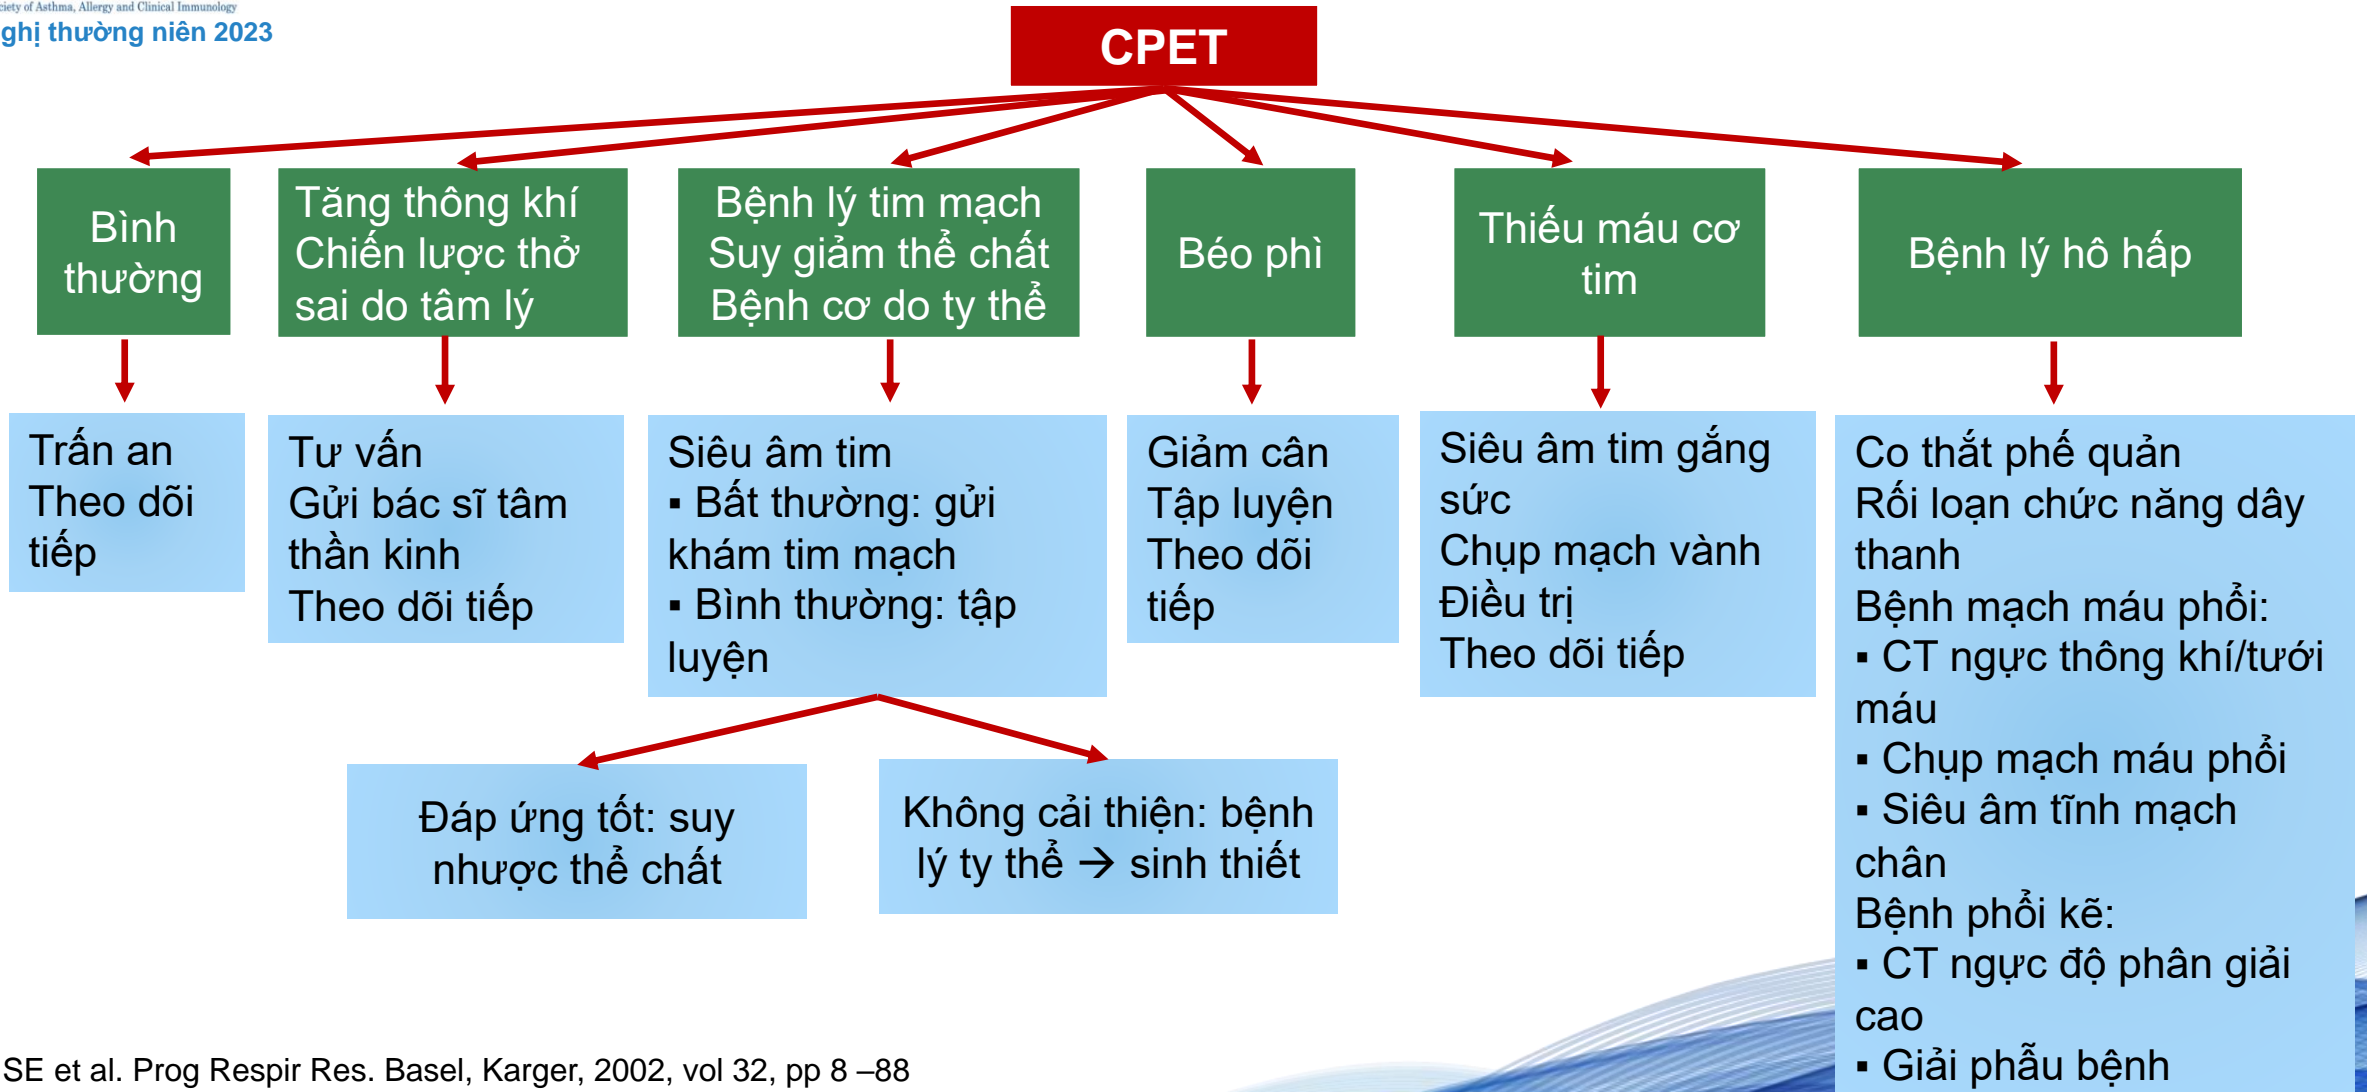 ciety of Asthma, Allergy and Clinical Immunology
ghị thường niên 2023
CPET
Bình
thường
Tăng thông khí
Chiến lược thở
sai do tâm lý
Bệnh lý tim mạch
Suy giảm thể chất
Bệnh cơ do ty thể
Béo phì
Thiếu máu cơ
tim
Bệnh lý hô hấp
Trấn an
Theo dõi
tiếp
Tư vấn
Gửi bác sĩ tâm
thần kinh
Theo dõi tiếp
Siêu âm tim
▪ Bất thường: gửi
khám tim mạch
▪ Bình thường: tập
luyện
Giảm cân
Tập luyện
Theo dõi
tiếp
Siêu âm tim gắng
sức
Chụp mạch vành
Điều trị
Theo dõi tiếp
Co thắt phế quản
Rối loạn chức năng dây
thanh
Bệnh mạch máu phổi:
▪ CT ngực thông khí/tưới
máu
▪ Chụp mạch máu phổi
▪ Siêu âm tĩnh mạch
chân
Bệnh phổi kẽ:
▪ CT ngực độ phân giải
cao
▪ Giải phẫu bệnh
Đáp ứng tốt: suy
nhược thể chất
Không cải thiện: bệnh
lý ty thể → sinh thiết
SE et al. Prog Respir Res. Basel, Karger, 2002, vol 32, pp 8 –88